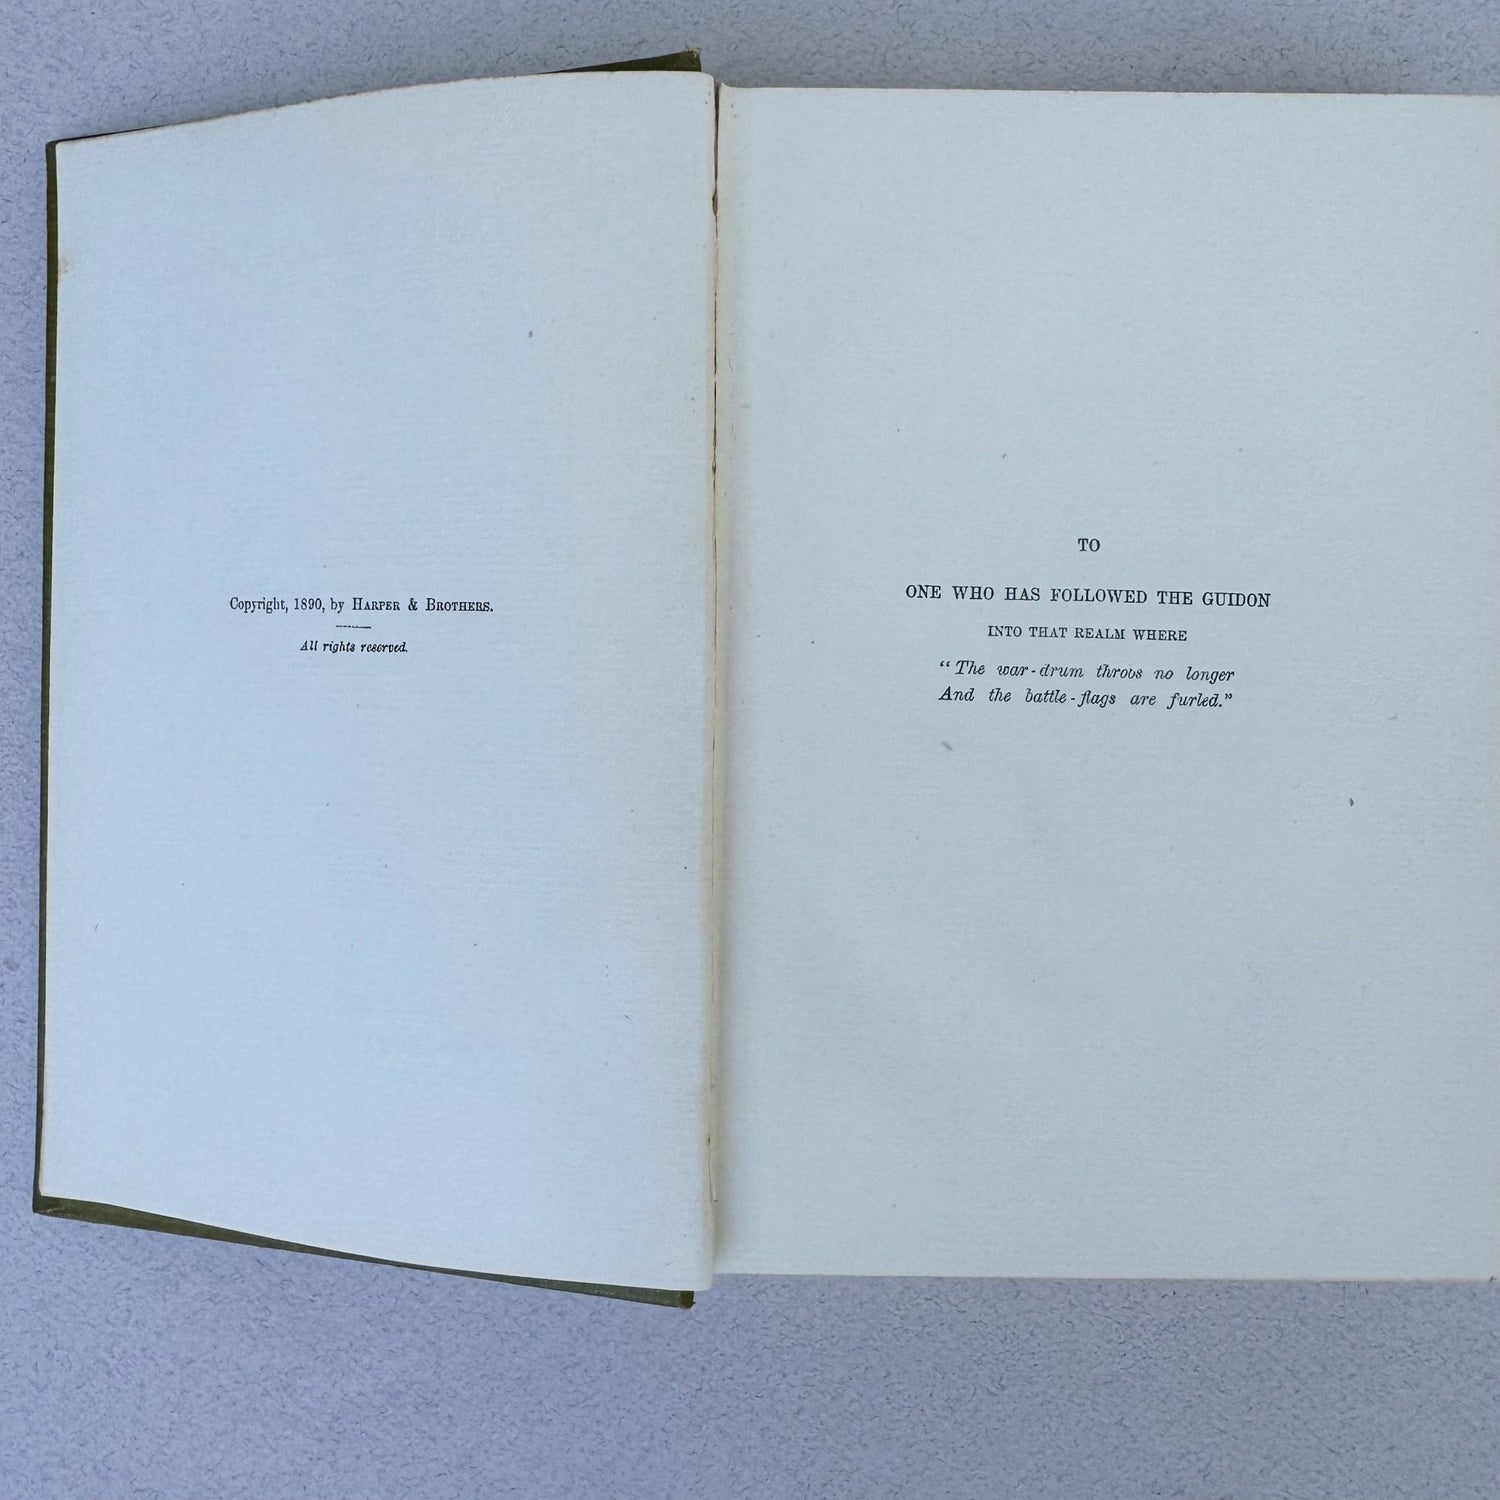 Copyright, 1890, by HARPER & BROTHERS.
All rights reserved.
TO
ONE WHO HAS FOLLOWED THE GUIDON
INTO THAT REALM WHERE
"The war-drum throbs no longer
And the battle-flags are furled."